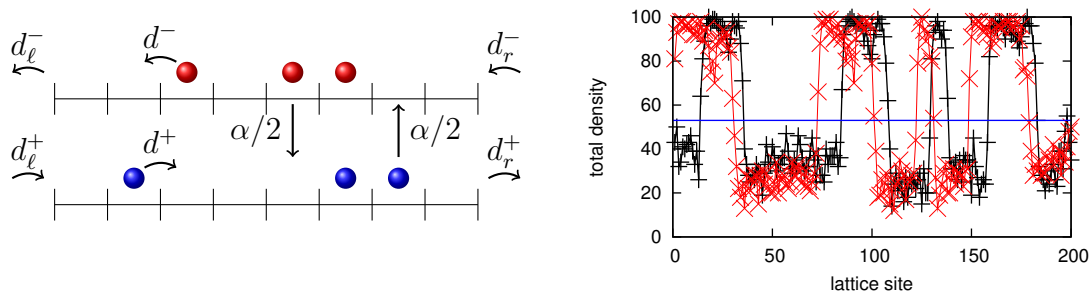 d_ℓ^- d^- d_r^-
α/2 α/2
d_ℓ^+ d^+ d_r^+
100
80
60
40
20
0
total density
0 50 100 150 200
lattice site